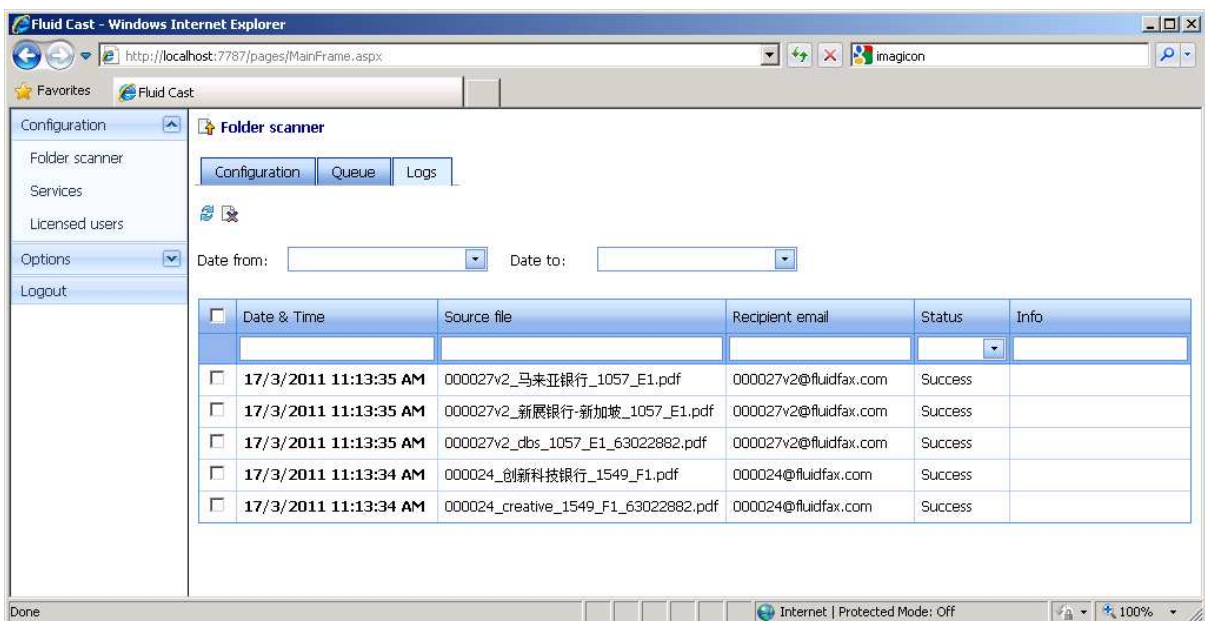 Fluid Cast - Windows Internet Explorer
http://localhost:7787/pages/MainFrame.aspx imagicon
Favorites Fluid Cast
Configuration
Folder scanner
Services
Licensed users
Options
Logout
Folder scanner
Configuration Queue Logs
Date from: Date to:
Date & Time Source file Recipient email Status Info
17/3/2011 11:13:35 AM 000027v2_马来亚银行_1057_E1.pdf 000027v2@fluidfax.com Success
17/3/2011 11:13:35 AM 000027v2_新展银行-新加坡_1057_E1.pdf 000027v2@fluidfax.com Success
17/3/2011 11:13:35 AM 000027v2_dbs_1057_E1_63022882.pdf 000027v2@fluidfax.com Success
17/3/2011 11:13:34 AM 000024_创新科技银行_1549_F1.pdf 000024@fluidfax.com Success
17/3/2011 11:13:34 AM 000024_creative_1549_F1_63022882.pdf 000024@fluidfax.com Success
Done Internet | Protected Mode: Off 100%